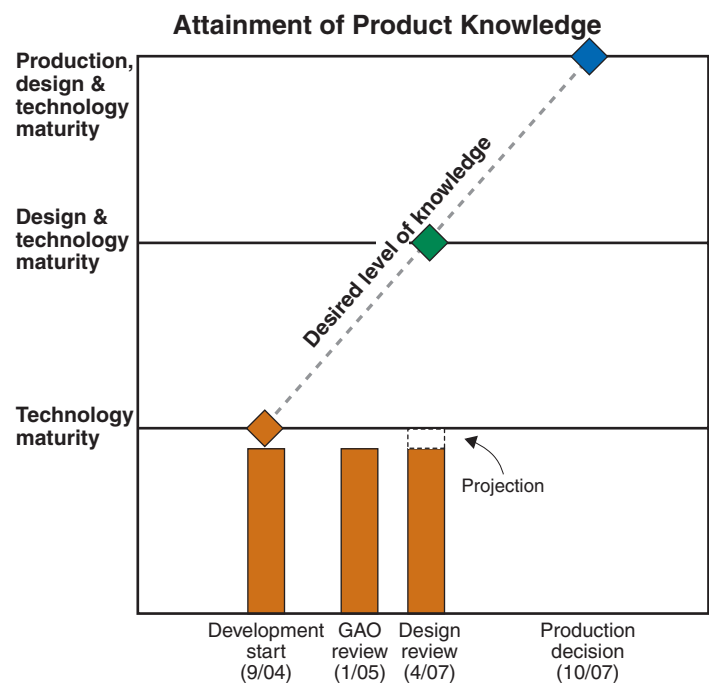 Attainment of Product Knowledge
Production,
design &
technology
maturity
Design &
technology
maturity
Desired level of knowledge
Technology
maturity
Projection
Development
start
(9/04)
GAO
review
(1/05)
Design
review
(4/07)
Production
decision
(10/07)